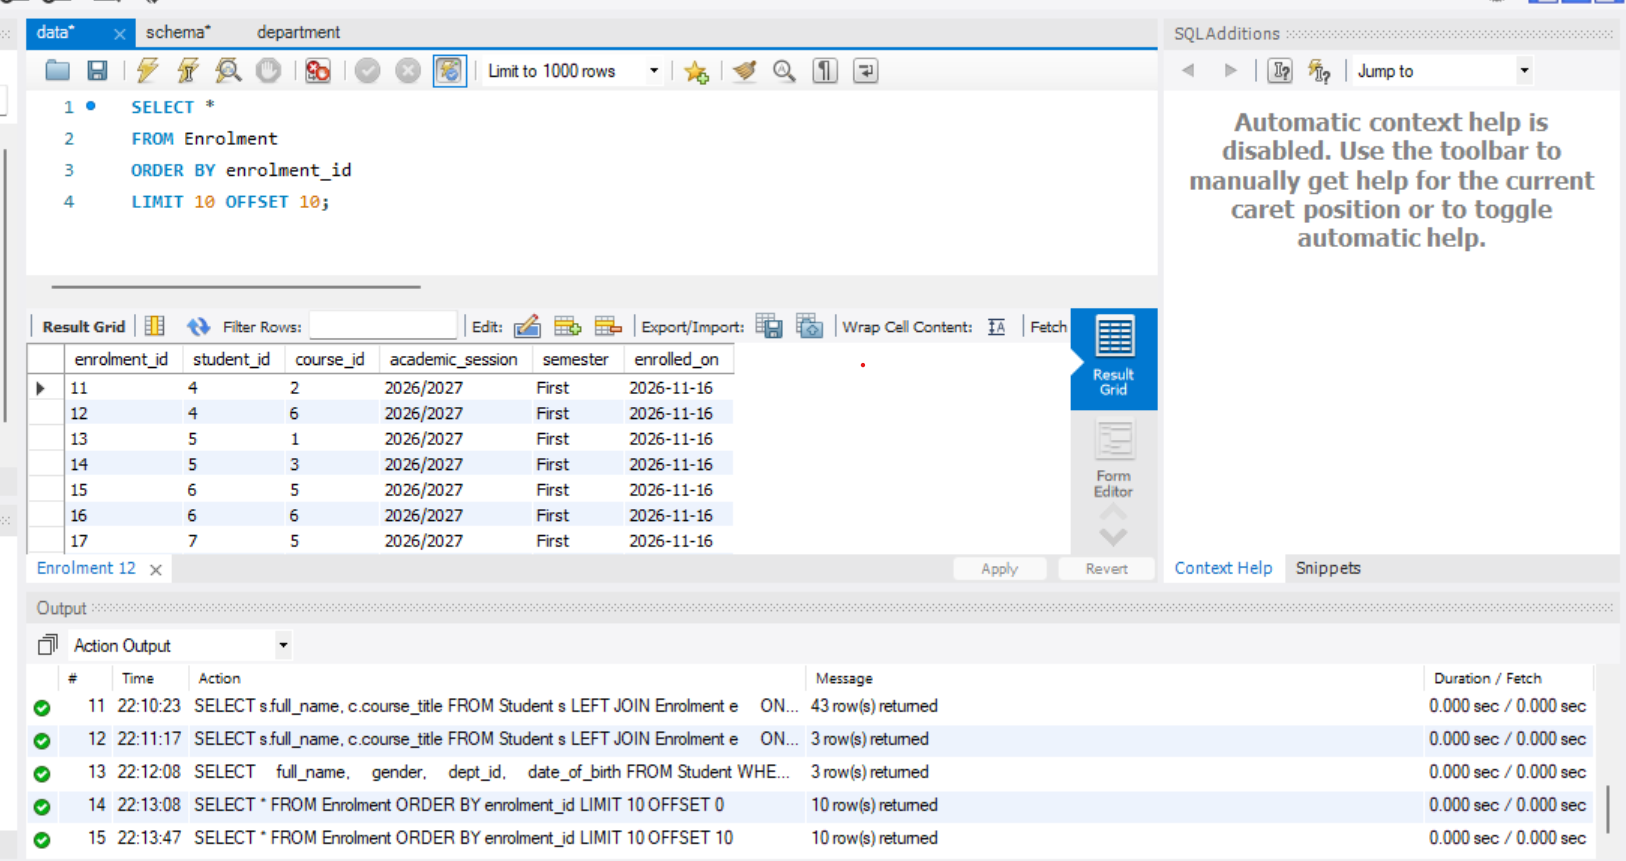 data*
schema*
department
SQLAdditions
Limit to 1000 rows
Jump to
1 SELECT *
2 FROM Enrolment
3 ORDER BY enrolment_id
4 LIMIT 10 OFFSET 10;
Automatic context help is
disabled. Use the toolbar to
manually get help for the current
caret position or to toggle
automatic help.
Result Grid Filter Rows: Edit: Export/Import: Wrap Cell Content: Fetch
enrolment_id student_id course_id academic_session semester enrolled_on
11 4 2 2026/2027 First 2026-11-16
12 4 6 2026/2027 First 2026-11-16
13 5 1 2026/2027 First 2026-11-16
14 5 3 2026/2027 First 2026-11-16
15 6 5 2026/2027 First 2026-11-16
16 6 6 2026/2027 First 2026-11-16
17 7 5 2026/2027 First 2026-11-16
Result
Grid
Form
Editor
Enrolment 12
Apply
Revert
Context Help
Snippets
Output
Action Output
# Time Action Message Duration / Fetch
11 22:10:23 SELECT s.full_name, c.course_title FROM Student s LEFT JOIN Enrolment e ON... 43 row(s) returned 0.000 sec / 0.000 sec
12 22:11:17 SELECT s.full_name, c.course_title FROM Student s LEFT JOIN Enrolment e ON... 3 row(s) returned 0.000 sec / 0.000 sec
13 22:12:08 SELECT full_name, gender, dept_id, date_of_birth FROM Student WHE... 3 row(s) returned 0.000 sec / 0.000 sec
14 22:13:08 SELECT * FROM Enrolment ORDER BY enrolment_id LIMIT 10 OFFSET 0 10 row(s) returned 0.000 sec / 0.000 sec
15 22:13:47 SELECT * FROM Enrolment ORDER BY enrolment_id LIMIT 10 OFFSET 10 10 row(s) returned 0.000 sec / 0.000 sec